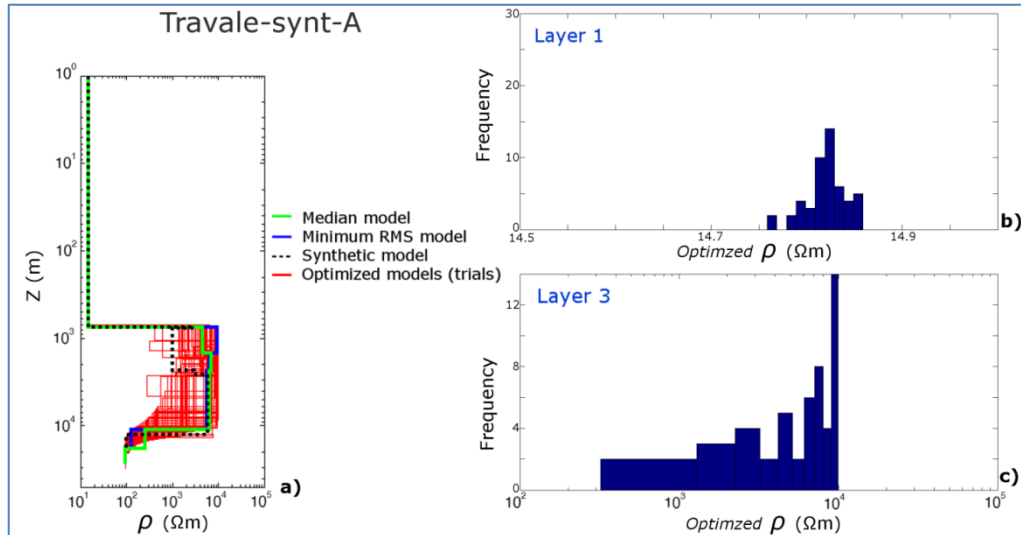 Travale-synt-A
10^0
10^1
10^2
10^3
10^4
Z (m)
10^1 10^2 10^3 10^4 10^5
ρ (Ωm)
a)
Median model
Minimum RMS model
Synthetic model
Optimized models (trials)
Layer 1
30
20
10
0
Frequency
14.5 14.7 14.9
Optimzed ρ (Ωm)
b)
Layer 3
12
8
4
0
Frequency
10^2 10^3 10^4 10^5
Optimzed ρ (Ωm)
c)